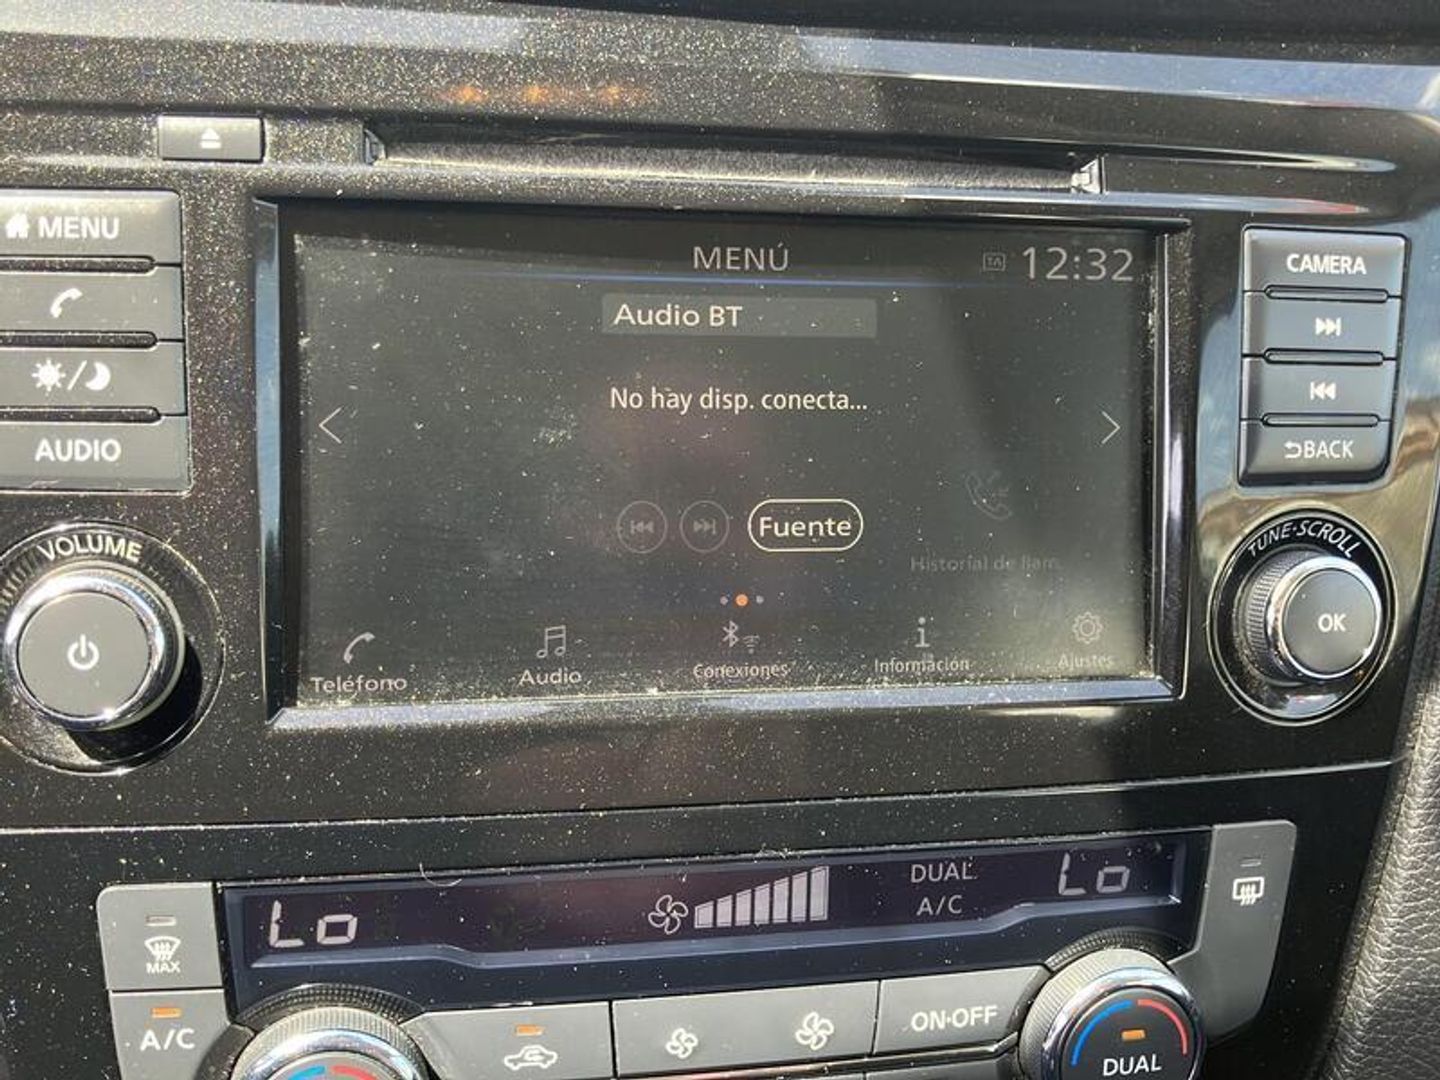 MENU
AUDIO
VOLUME
MENÚ
TA 12:32
Audio BT
No hay disp. conecta...
Fuente
Historial de llam.
Teléfono
Audio
Conexiones
Información
Ajustes
CAMERA
BACK
TUNE·SCROLL
OK
Lo
DUAL
A/C
Lo
MAX
A/C
ON·OFF
DUAL